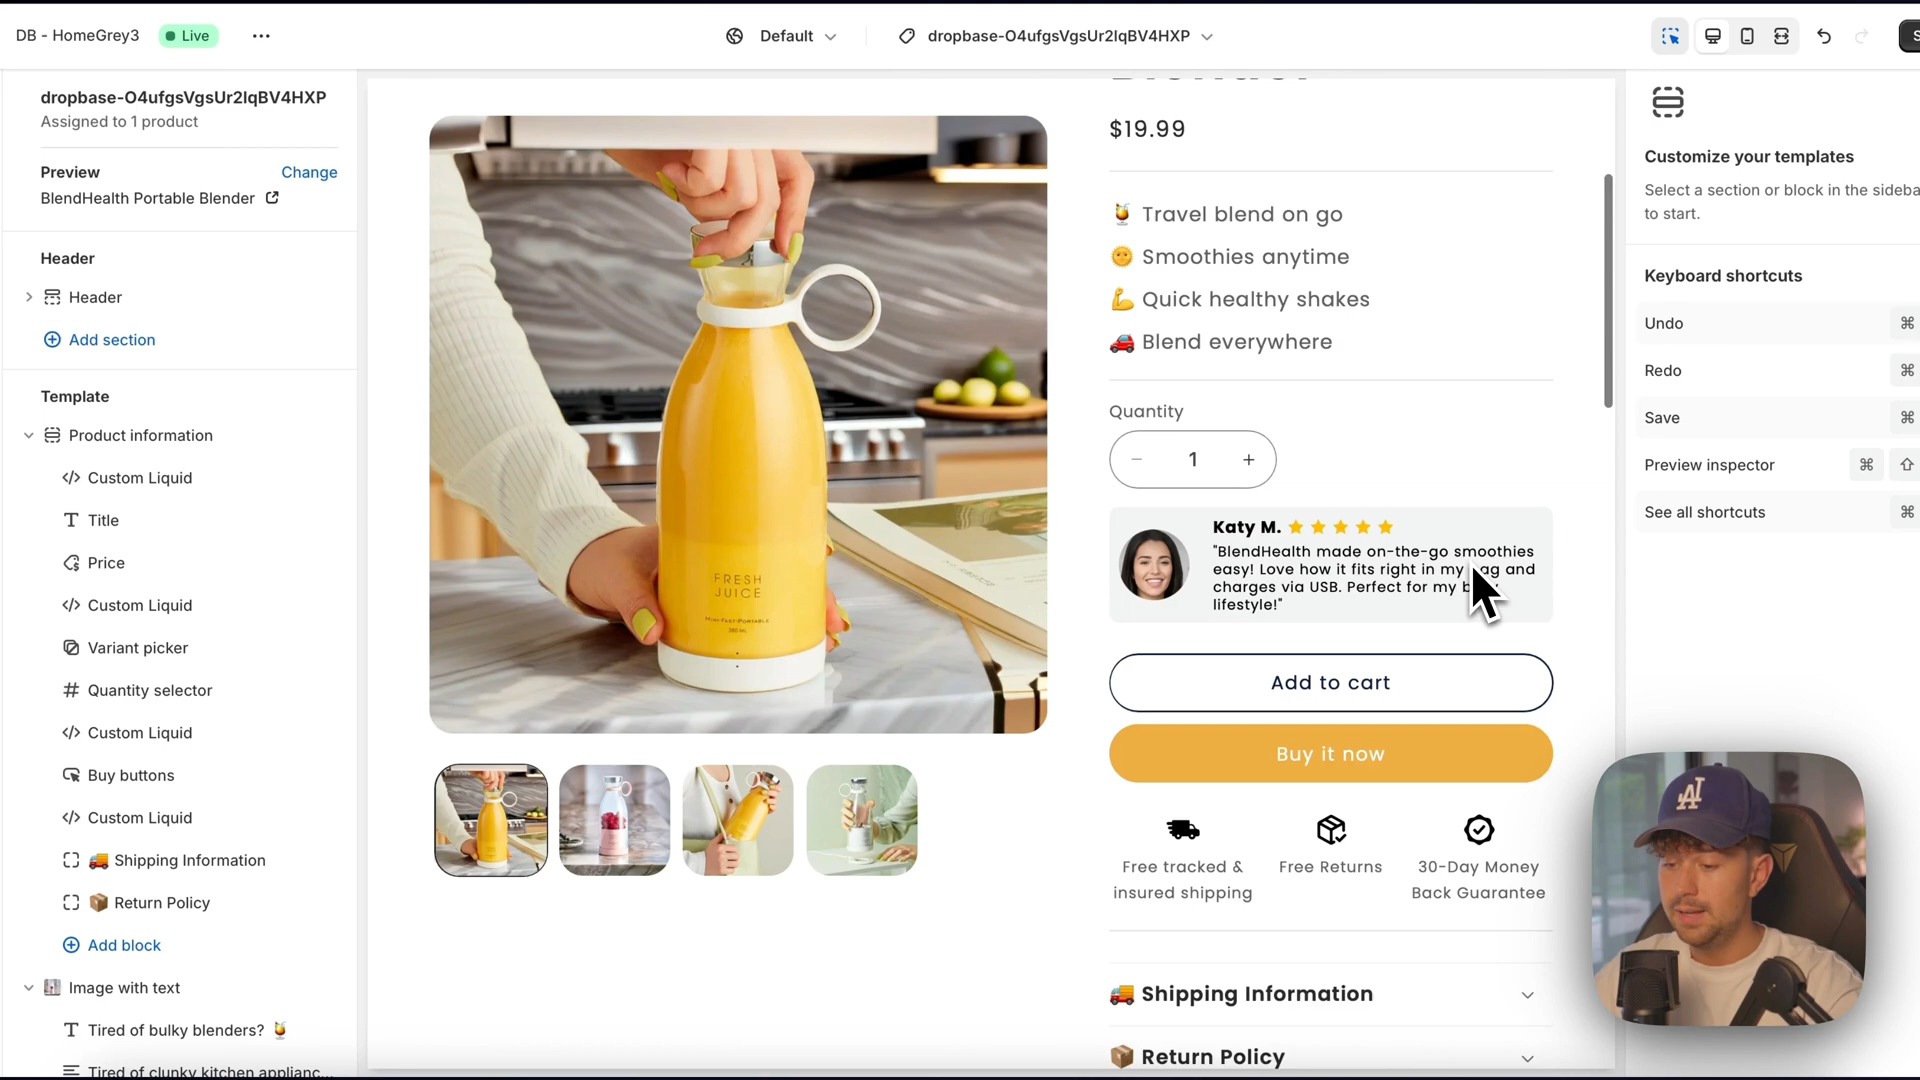 DB - HomeGrey3
Live
Default
dropbase-O4ufgsVgsUr2lqBV4HXP
dropbase-O4ufgsVgsUr2lqBV4HXP
Assigned to 1 product
Preview
Change
BlendHealth Portable Blender
Header
Header
Add section
Template
Product information
Custom Liquid
Title
Price
Custom Liquid
Variant picker
Quantity selector
Custom Liquid
Buy buttons
Custom Liquid
🚚 Shipping Information
📦 Return Policy
Add block
Image with text
Tired of bulky blenders? 🍹
Tired of clunky kitchen applianc...
FRESH
JUICE
MINI-FAST-PORTABLE
380 ML
$19.99
🍹 Travel blend on go
🌞 Smoothies anytime
💪 Quick healthy shakes
🚗 Blend everywhere
Quantity
1
Katy M.
"BlendHealth made on-the-go smoothies
easy! Love how it fits right in my and
charges via USB. Perfect for my
lifestyle!"
Add to cart
Buy it now
Free tracked &
insured shipping
Free Returns
30-Day Money
Back Guarantee
🚚 Shipping Information
📦 Return Policy
Customize your templates
Select a section or block in the sideba
to start.
Keyboard shortcuts
Undo ⌘
Redo ⌘
Save ⌘
Preview inspector ⌘ ⇧
See all shortcuts ⌘